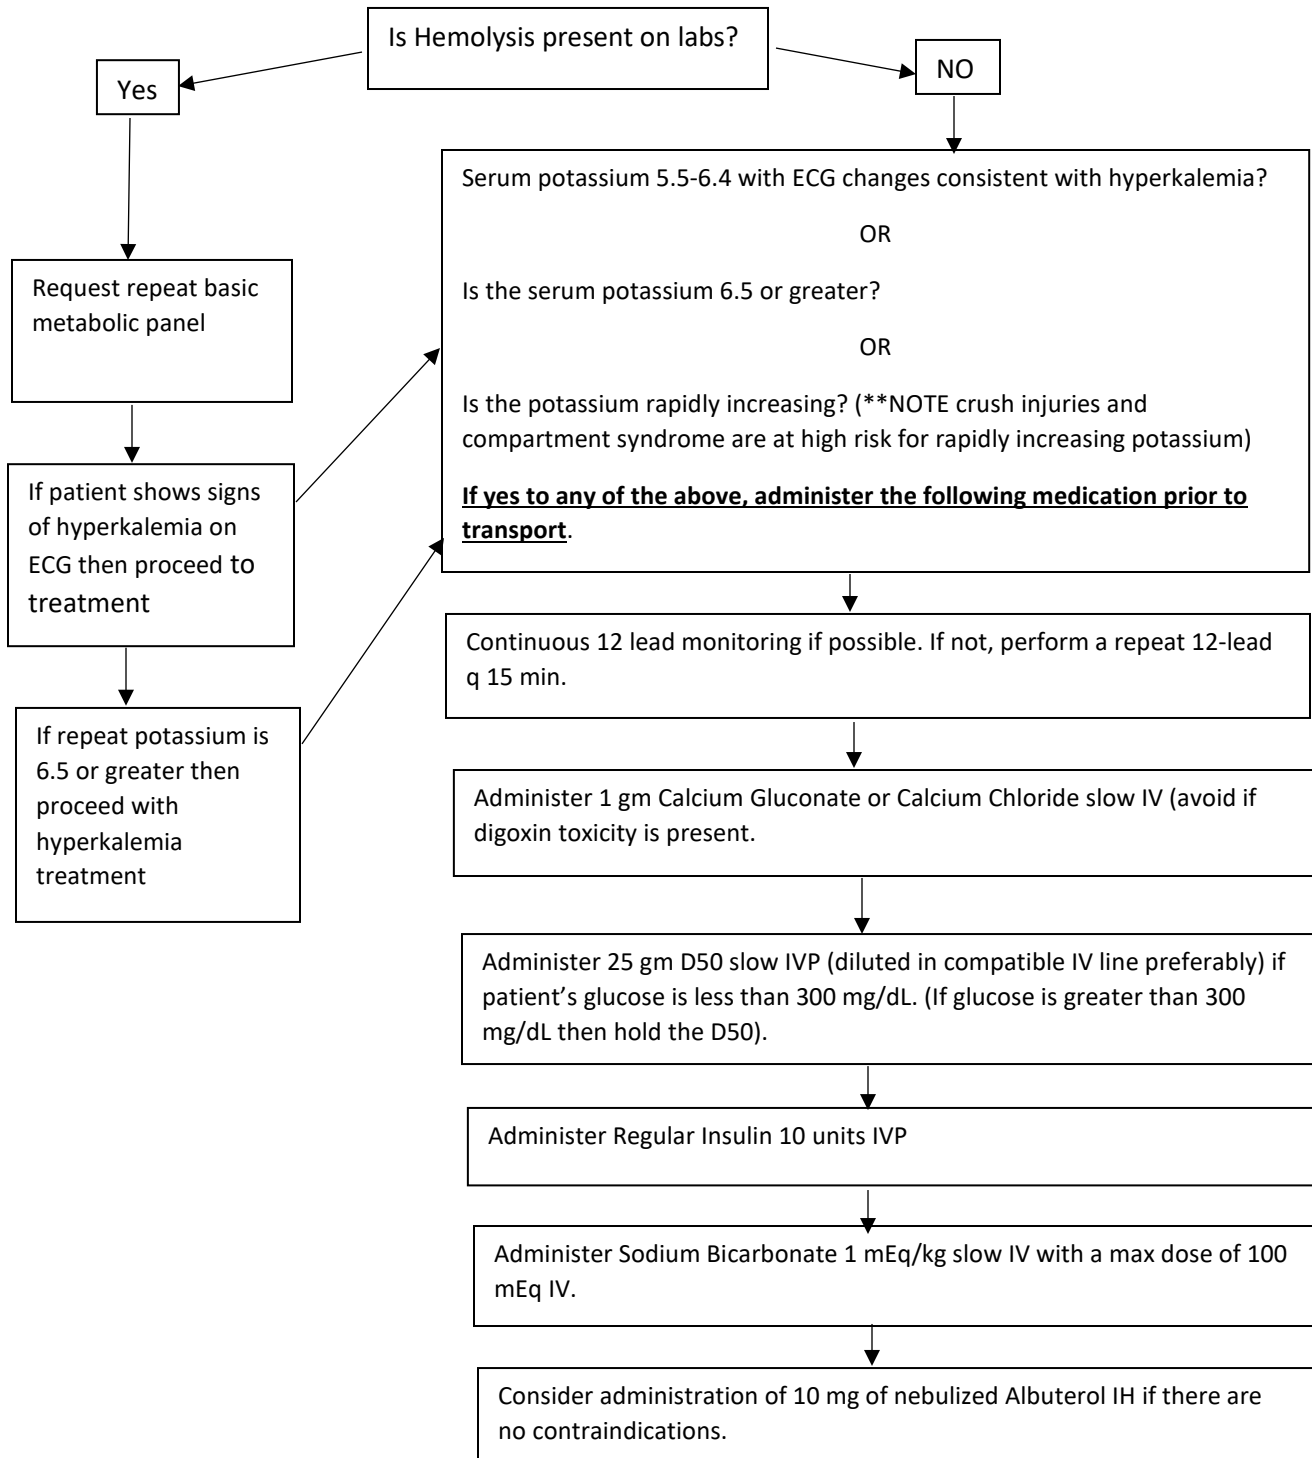 Is Hemolysis present on labs?
Yes
NO
Request repeat basic
metabolic panel
If patient shows signs
of hyperkalemia on
ECG then proceed to
treatment
If repeat potassium is
6.5 or greater then
proceed with
hyperkalemia
treatment
Serum potassium 5.5-6.4 with ECG changes consistent with hyperkalemia?
OR
Is the serum potassium 6.5 or greater?
OR
Is the potassium rapidly increasing? (**NOTE crush injuries and
compartment syndrome are at high risk for rapidly increasing potassium)
If yes to any of the above, administer the following medication prior to
transport.
Continuous 12 lead monitoring if possible. If not, perform a repeat 12-lead
q 15 min.
Administer 1 gm Calcium Gluconate or Calcium Chloride slow IV (avoid if
digoxin toxicity is present.
Administer 25 gm D50 slow IVP (diluted in compatible IV line preferably) if
patient’s glucose is less than 300 mg/dL. (If glucose is greater than 300
mg/dL then hold the D50).
Administer Regular Insulin 10 units IVP
Administer Sodium Bicarbonate 1 mEq/kg slow IV with a max dose of 100
mEq IV.
Consider administration of 10 mg of nebulized Albuterol IH if there are
no contraindications.